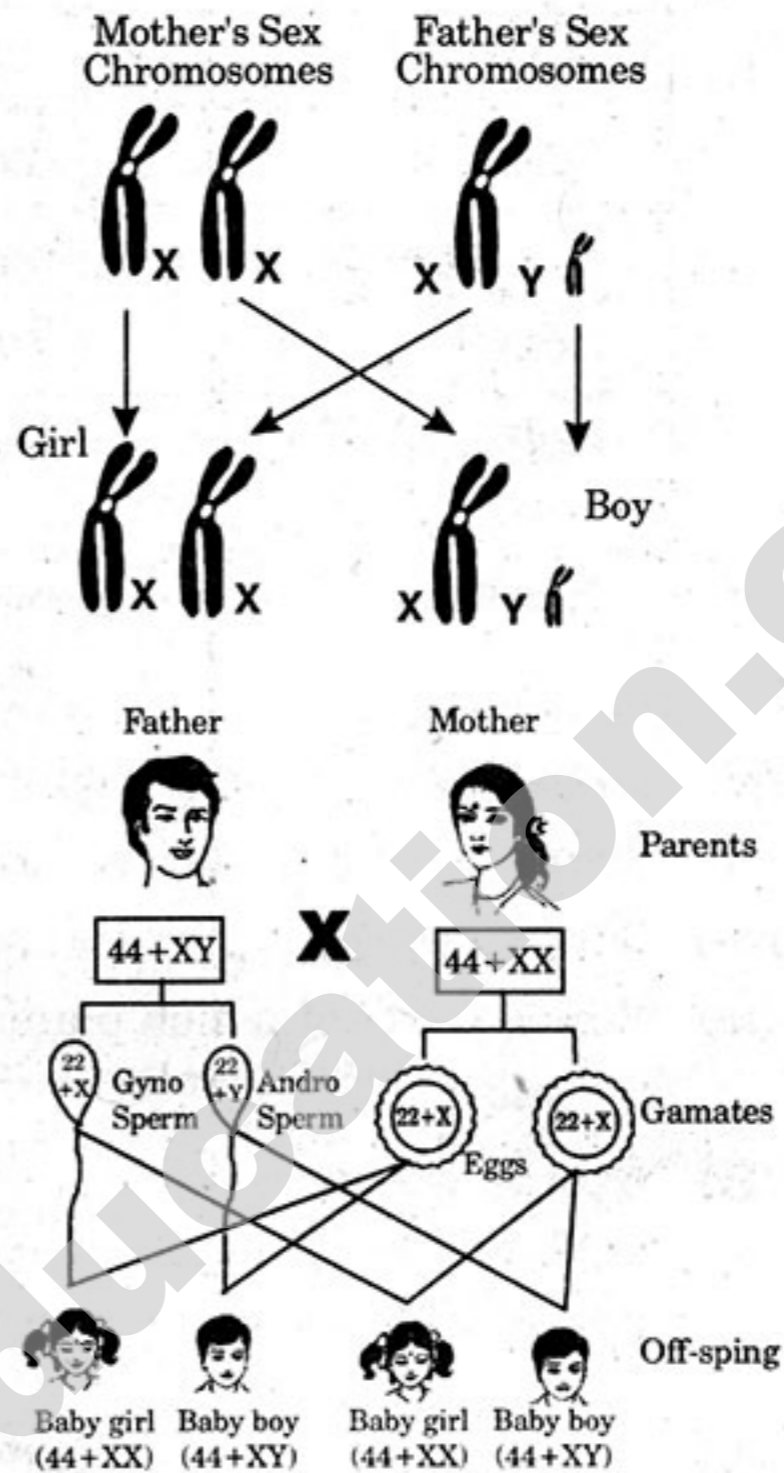 Mother's Sex
Chromosomes
Father's Sex
Chromosomes
X
X
X
Y
Girl
X
X
X
Y
Boy
Father
Mother
Parents
44+XY
X
44+XX
22
+X
Gyno
Sperm
22
+Y
Andro
Sperm
22+X
Eggs
22+X
Gamates
Off-sping
Baby girl
(44+XX)
Baby boy
(44+XY)
Baby girl
(44+XX)
Baby boy
(44+XY)
ducation.